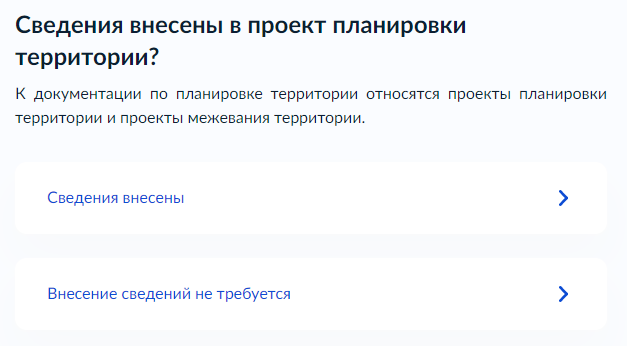 Сведения внесены в проект планировки
территории?
К документации по планировке территории относятся проекты планировки
территории и проекты межевания территории.
Сведения внесены
Внесение сведений не требуется